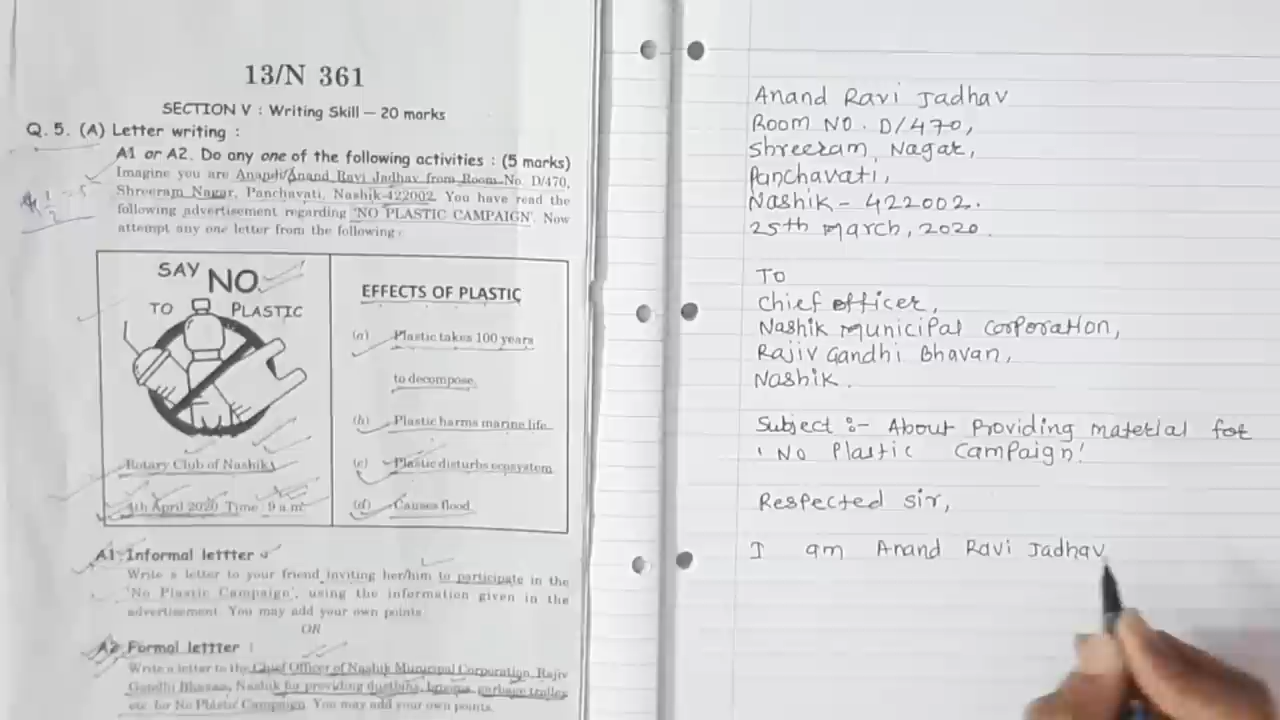 13/N 361
SECTION V : Writing Skill – 20 marks
Q. 5. (A) Letter writing :
A1 or A2. Do any one of the following activities : (5 marks)
Imagine you are Anandi/Anand Ravi Jadhav from Room No. D/470,
Shreeram Nagar, Panchavati, Nashik-422002. You have read the
following advertisement regarding 'NO PLASTIC CAMPAIGN'. Now
attempt any one letter from the following :
SAY NO
TO PLASTIC
Rotary Club of Nashik
4th April 2020 Time 9 a.m
EFFECTS OF PLASTIC
(a) Plastic takes 100 years
to decompose.
(b) Plastic harms marine life.
(c) Plastic disturbs ecosystem
(d) Causes flood.
A1. Informal lettter
Write a letter to your friend inviting her/him to participate in the
'No Plastic Campaign', using the information given in the
advertisement. You may add your own points.
OR
A2. Formal lettter :
Write a letter to the Chief Officer of Nashik Municipal Corporation, Rajiv
Gandhi Bhavan, Nashik for providing dustbins, brooms, garbage trolley
etc. for No Plastic Campaign. You may add your own points.
Anand Ravi Jadhav
Room No. D/470,
Shreeram Nagar,
Panchavati,
Nashik - 422002.
25th March, 2020.
To
Chief Officer,
Nashik Municipal Corporation,
Rajiv Gandhi Bhavan,
Nashik.
Subject :- About Providing Material for
'No Plastic Campaign'
Respected Sir,
I am Anand Ravi Jadhav